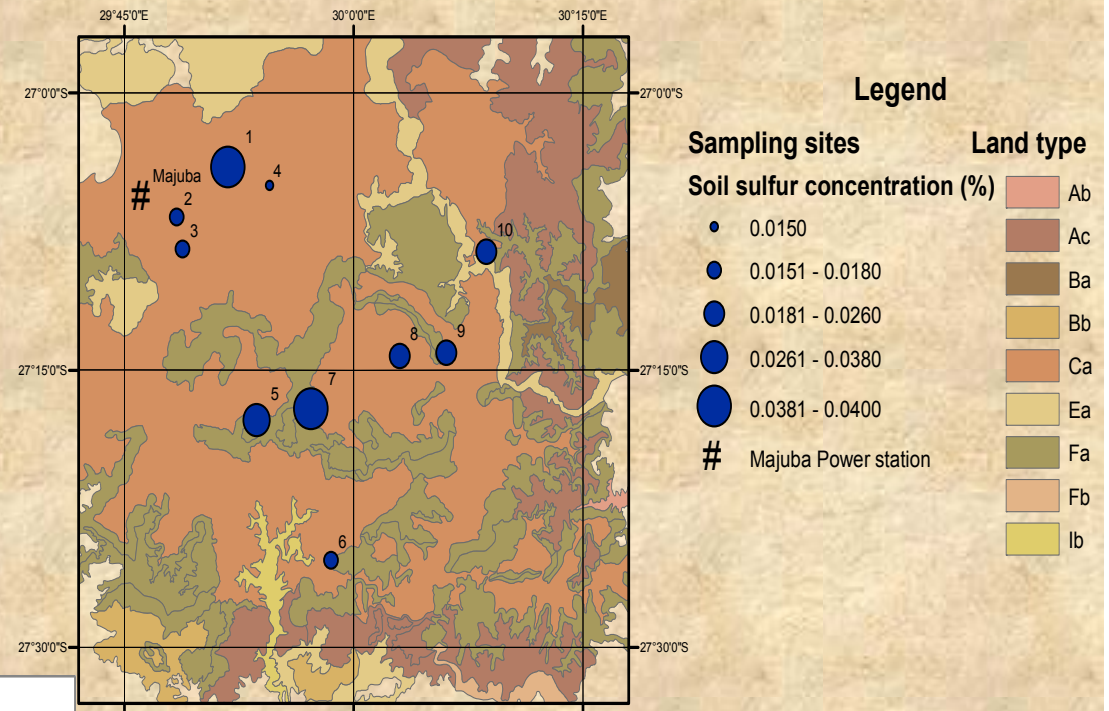 29°45'0"E 30°0'0"E 30°15'0"E
27°0'0"S 27°0'0"S
1
4
Majuba
#
2
3
10
27°15'0"S 27°15'0"S
8
9
7
5
6
27°30'0"S 27°30'0"S
Legend
Sampling sites
Soil sulfur concentration (%)
0.0150
0.0151 - 0.0180
0.0181 - 0.0260
0.0261 - 0.0380
0.0381 - 0.0400
# Majuba Power station
Land type
Ab
Ac
Ba
Bb
Ca
Ea
Fa
Fb
Ib